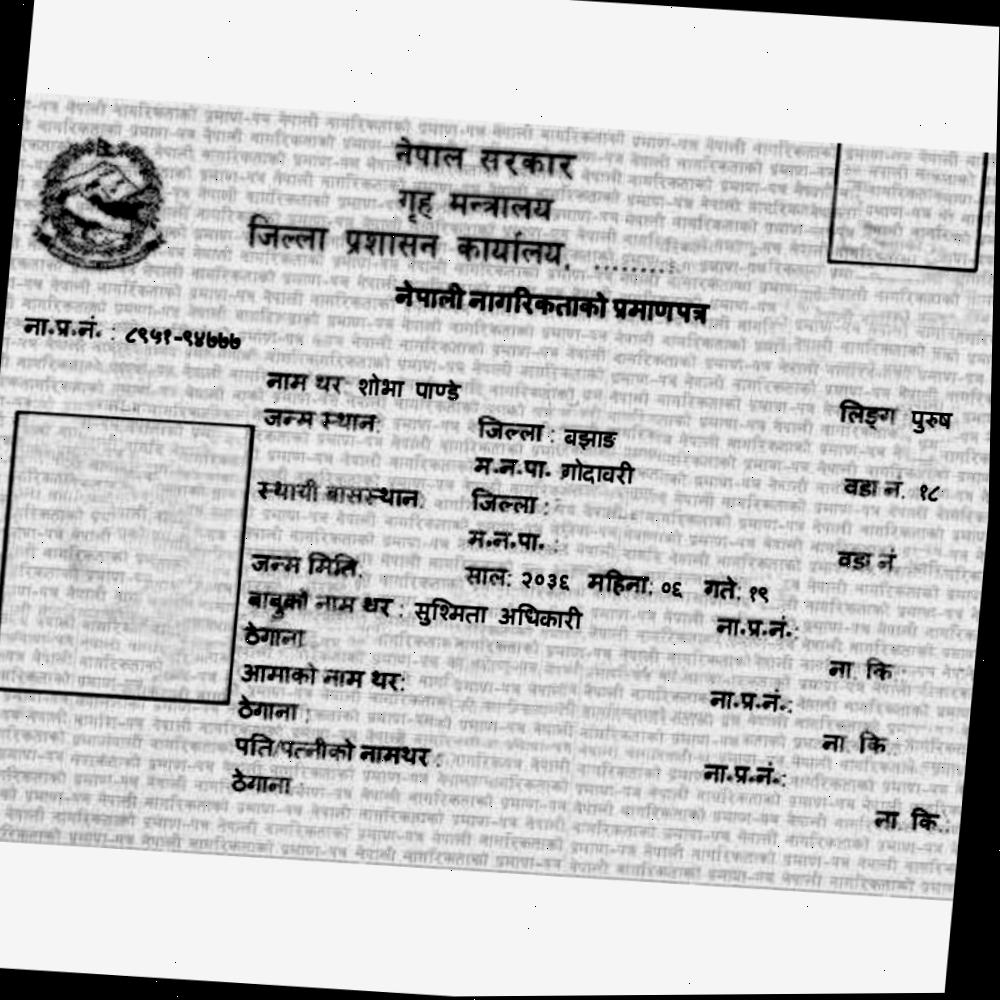 नेपाल सरकार
गृह मन्त्रालय
जिल्ला प्रशासन कार्यालय, .........
नेपाली नागरिकताको प्रमाणपत्र
ना.प्र.नं. : ८९५१-९४७७७
नाम थर: शोभा पाण्डे लिङ्ग पुरुष
जन्म स्थान: जिल्ला : बझाङ
म.न.पा. गोदावरी वडा नं. १८
स्थायी बासस्थान: जिल्ला :
म.न.पा. : वडा नं.
जन्म मिति: साल: २०३६ महिना: ०६ गते: १९
बाबुको नाम थर : सुश्मिता अधिकारी ना.प्र.नं.:
ठेगाना ना. कि.:
आमाको नाम थर: ना.प्र.नं.:
ठेगाना : ना. कि.:
पति/पत्नीको नामथर : ना.प्र.नं.:
ठेगाना : ना. कि.: